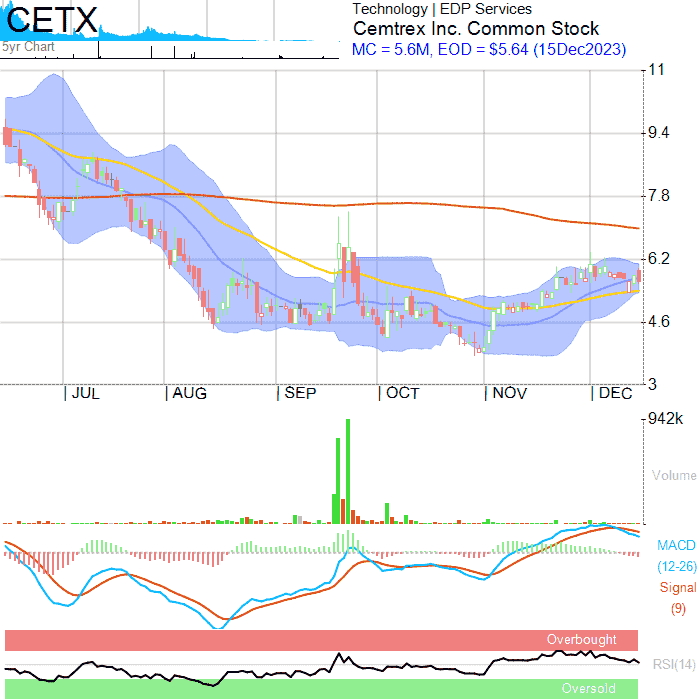 CETX
5yr Chart
Technology | EDP Services
Cemtrex Inc. Common Stock
MC = 5.6M, EOD = $5.64 (15Dec2023)
11
9.4
7.8
6.2
4.6
3
JUL AUG SEP OCT NOV DEC
942k
Volume
MACD
(12-26)
Signal
(9)
Overbought
RSI(14)
Oversold